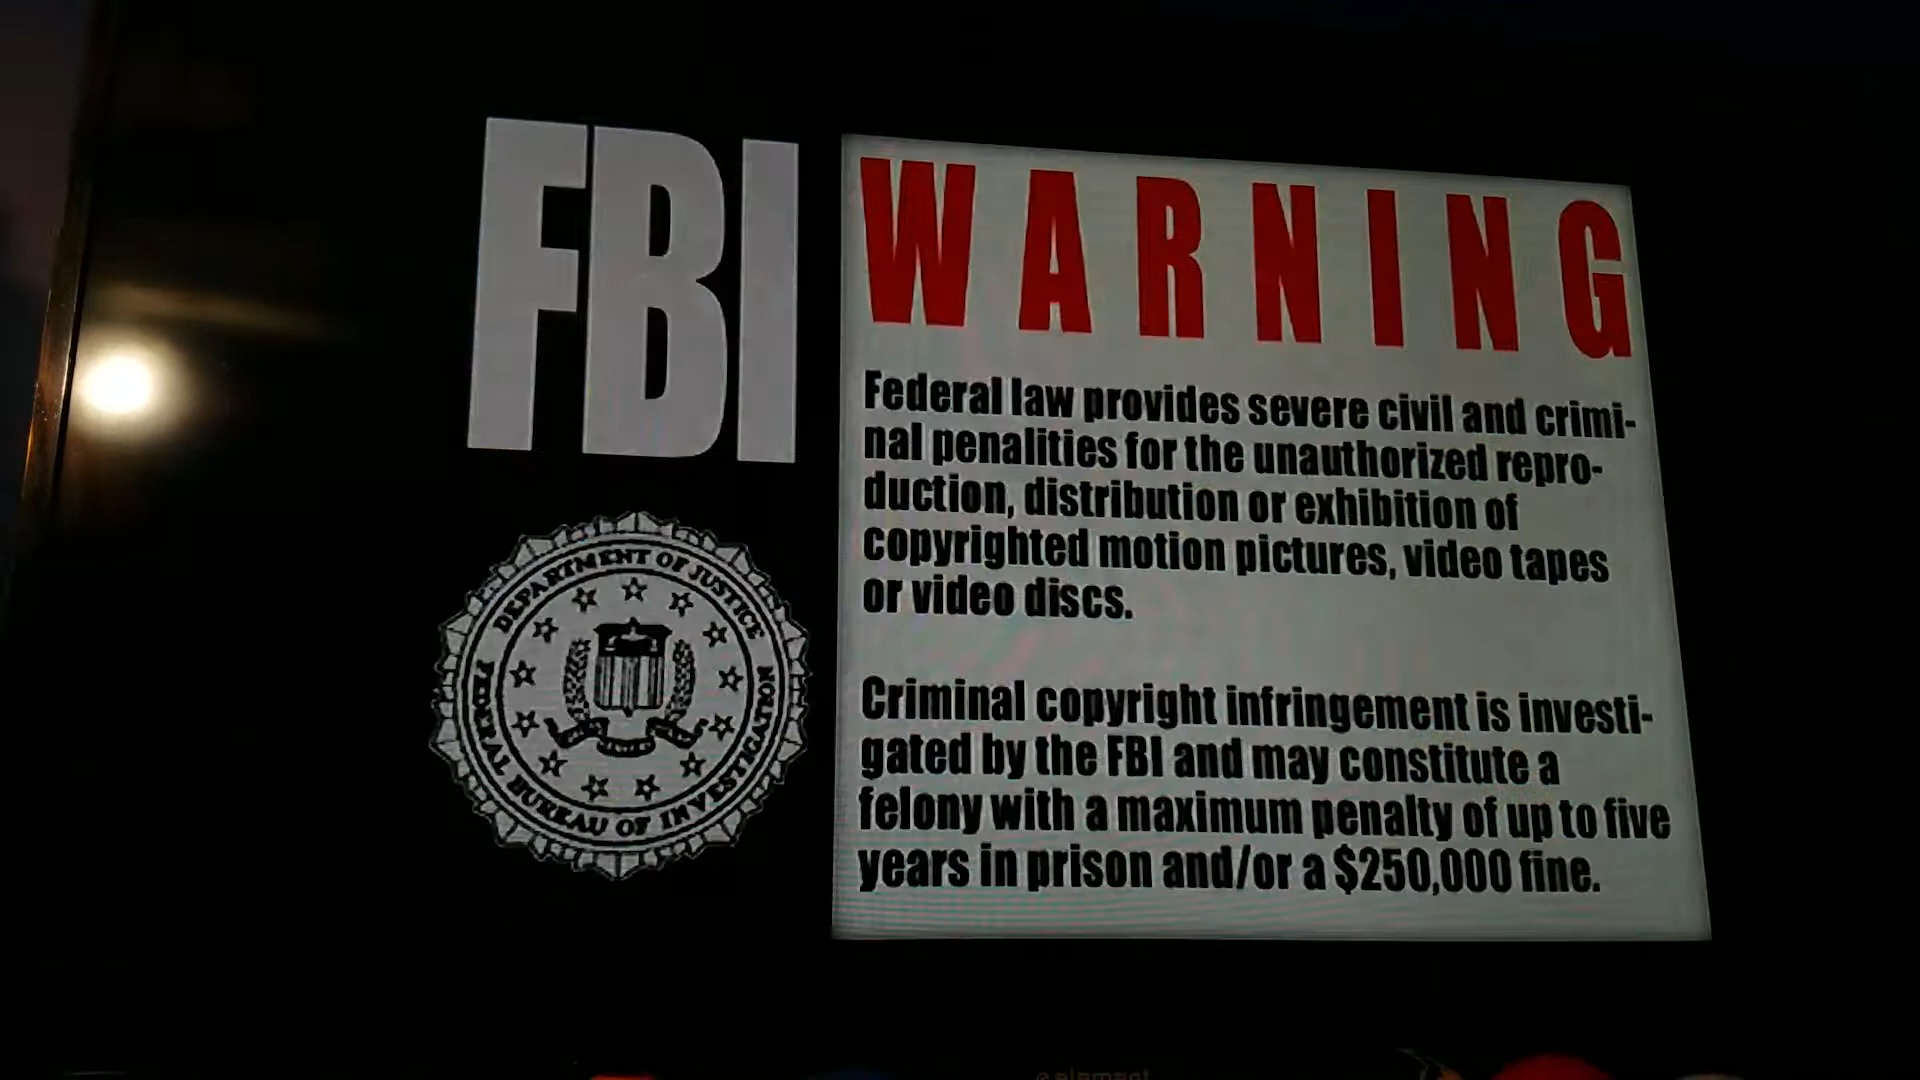 FBI
WARNING
Federal law provides severe civil and crimi-
nal penalities for the unauthorized repro-
duction, distribution or exhibition of
copyrighted motion pictures, video tapes
or video discs.
Criminal copyright infringement is investi-
gated by the FBI and may constitute a
felony with a maximum penalty of up to five
years in prison and/or a $250,000 fine.
DEPARTMENT OF JUSTICE
FEDERAL BUREAU OF INVESTIGATION
element